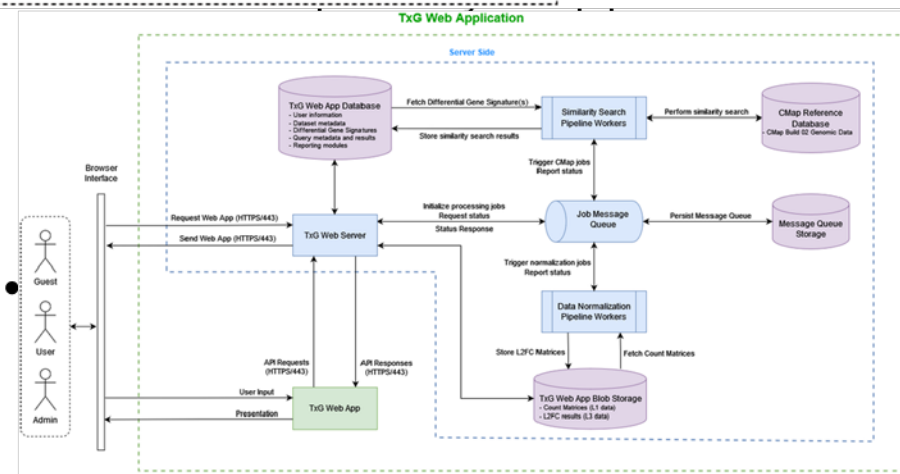 TxG Web Application
Server Side
TxG Web App Database
- User information
- Dataset metadata
- Differential Gene Signatures
- Query metadata and results
- Reporting modules
Fetch Differential Gene Signature(s)
Store similarity search results
Similarity Search
Pipeline Workers
Perform similarity search
CMap Reference
Database
- CMap Build 02 Genomic Data
Trigger CMap jobs
Report status
Browser
Interface
Request Web App (HTTPS/443)
Send Web App (HTTPS/443)
TxG Web Server
Initialize processing jobs
Request status
Status Response
Job Message
Queue
Persist Message Queue
Message Queue
Storage
Guest
User
Admin
Trigger normalization jobs
Report status
Data Normalization
Pipeline Workers
Store L2FC Matrices
Fetch Count Matrices
API Requests
(HTTPS/443)
API Responses
(HTTPS/443)
User Input
Presentation
TxG Web App
TxG Web App Blob Storage
- Count Matrices (L1 data)
- L2FC results (L3 data)